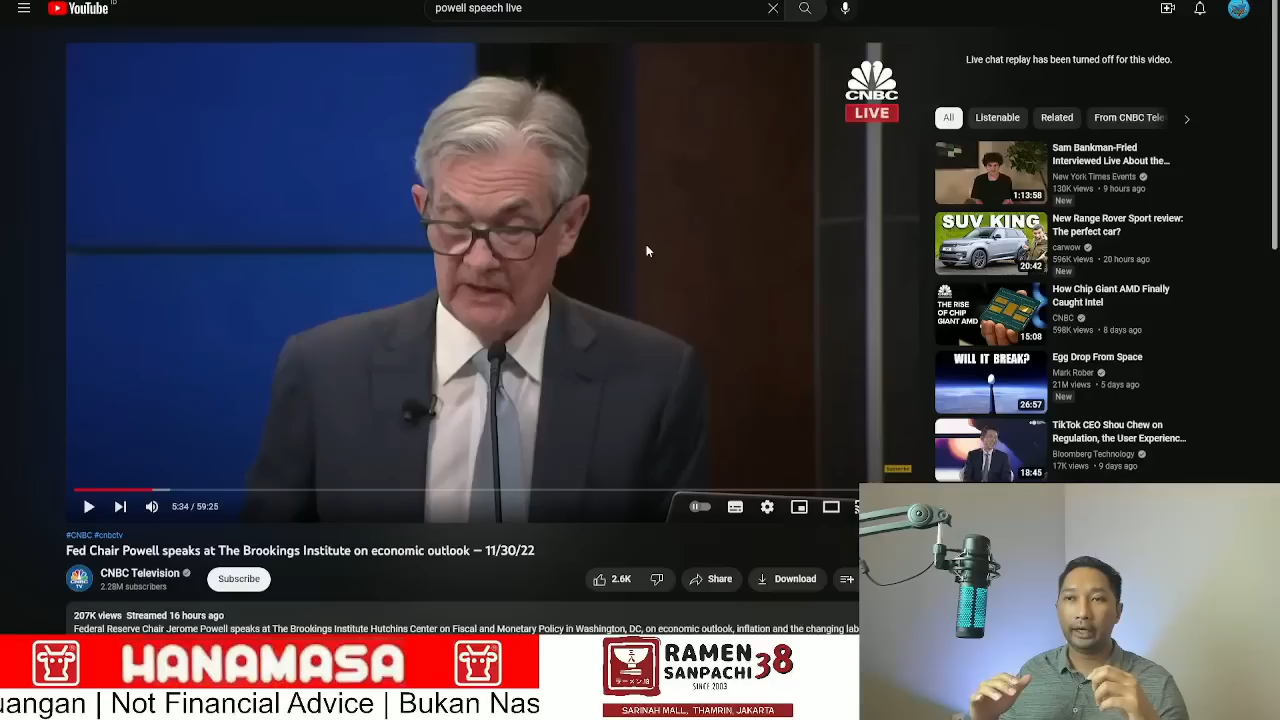 YouTube
ID
powell speech live
CNBC
LIVE
Subscribe
5:34 / 59:25
#CNBC #cnbctv
Fed Chair Powell speaks at The Brookings Institute on economic outlook — 11/30/22
CNBC Television
2.28M subscribers
Subscribe
2.6K
Share
Download
207K views Streamed 16 hours ago
Federal Reserve Chair Jerome Powell speaks at The Brookings Institute Hutchins Center on Fiscal and Monetary Policy in Washington, DC, on economic outlook, inflation and the changing lab
Live chat replay has been turned off for this video.
All
Listenable
Related
From CNBC Tele
Sam Bankman-Fried
Interviewed Live About the...
New York Times Events
130K views • 9 hours ago
New
1:13:58
SUV KING
20:42
New Range Rover Sport review:
The perfect car?
carwow
596K views • 20 hours ago
New
THE RISE
OF CHIP
GIANT AMD
15:08
How Chip Giant AMD Finally
Caught Intel
CNBC
598K views • 8 days ago
WILL IT BREAK?
26:57
Egg Drop From Space
Mark Rober
21M views • 5 days ago
New
18:45
TikTok CEO Shou Chew on
Regulation, the User Experienc...
Bloomberg Technology
17K views • 9 days ago
HANAMASA
RAMEN
SANPACHI 38
SINCE 2003
SARINAH MALL, THAMRIN, JAKARTA
uangan | Not Financial Advice | Bukan Nas